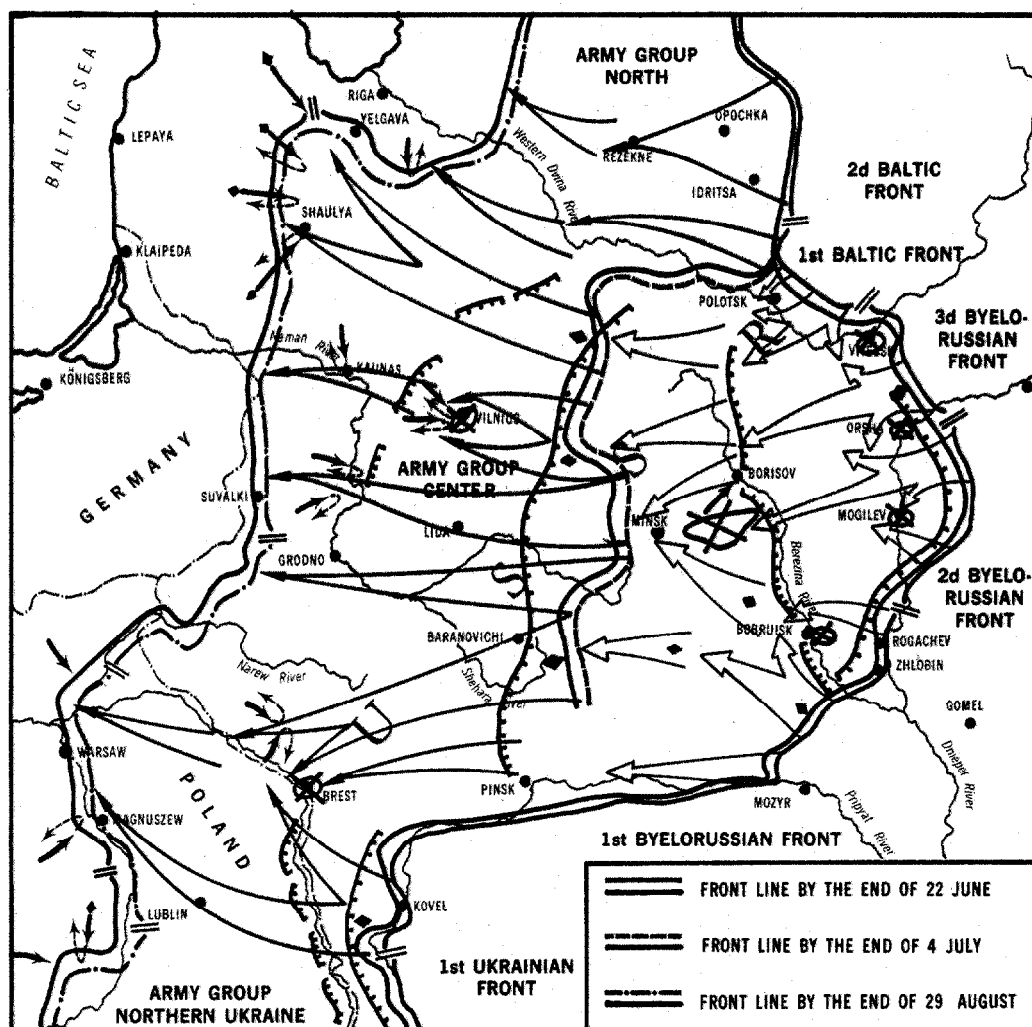 BALTIC SEA
ARMY GROUP
NORTH
RIGA
YELGAVA
LEPAYA
OPOCHKA
REZEKNE
Western Dvina River
IDRITSA
2d BALTIC
FRONT
SHAULYA
KLAIPEDA
1st BALTIC FRONT
POLOTSK
3d BYELO-
RUSSIAN
FRONT
Neman River
KAUNAS
KÖNIGSBERG
VILNIUS
ORSHA
GERMANY
ARMY GROUP
CENTER
SUVALKI
BORISOV
MINSK
MOGILEV
LIDA
GRODNO
Berezina River
2d BYELO-
RUSSIAN
FRONT
BARANOVICHI
BOBRUISK
ROGACHEV
ZHLOBIN
Narew River
Shchara River
GOMEL
WARSAW
POLAND
BREST
PINSK
MOZYR
Dnieper River
Pripyat River
MAGNUSZEW
1st BYELORUSSIAN FRONT
LUBLIN
KOVEL
1st UKRAINIAN
FRONT
ARMY GROUP
NORTHERN UKRAINE
FRONT LINE BY THE END OF 22 JUNE
FRONT LINE BY THE END OF 4 JULY
FRONT LINE BY THE END OF 29 AUGUST